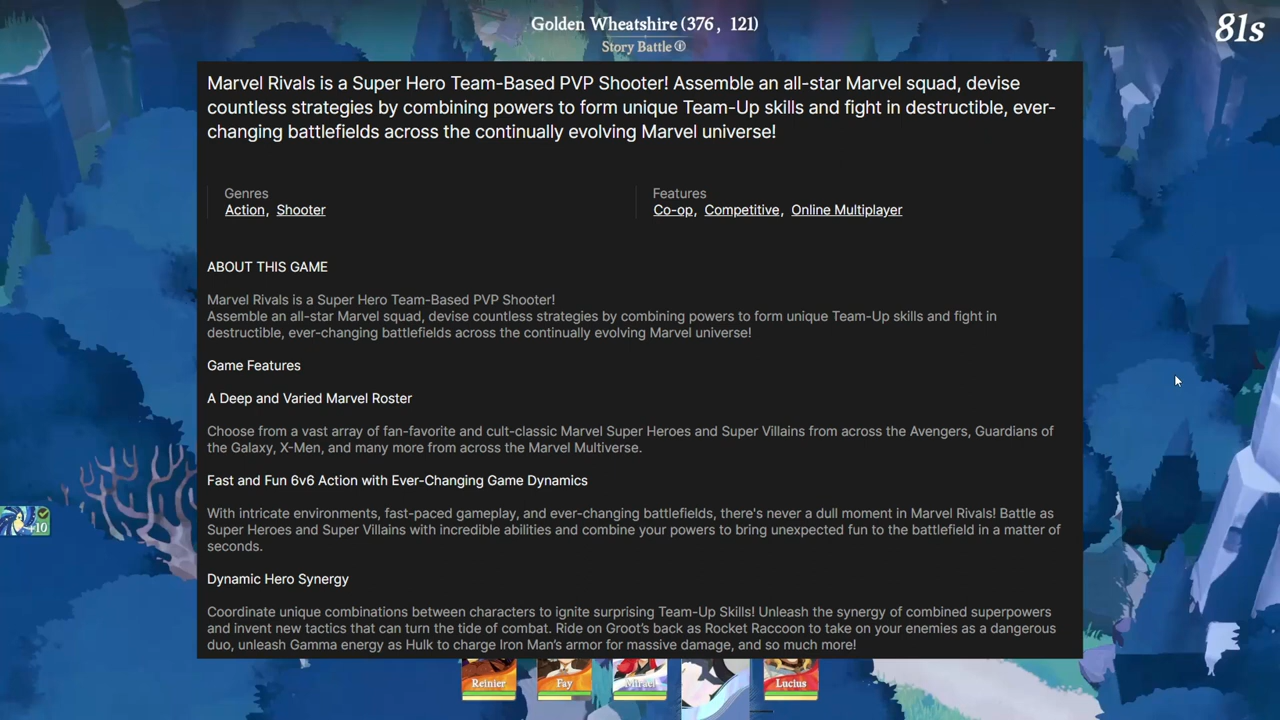 Golden Wheatshire (376, 121)
Story Battle
81s
Marvel Rivals is a Super Hero Team-Based PVP Shooter! Assemble an all-star Marvel squad, devise
countless strategies by combining powers to form unique Team-Up skills and fight in destructible, ever-
changing battlefields across the continually evolving Marvel universe!
Genres
Action, Shooter
Features
Co-op, Competitive, Online Multiplayer
ABOUT THIS GAME
Marvel Rivals is a Super Hero Team-Based PVP Shooter!
Assemble an all-star Marvel squad, devise countless strategies by combining powers to form unique Team-Up skills and fight in
destructible, ever-changing battlefields across the continually evolving Marvel universe!
Game Features
A Deep and Varied Marvel Roster
Choose from a vast array of fan-favorite and cult-classic Marvel Super Heroes and Super Villains from across the Avengers, Guardians of
the Galaxy, X-Men, and many more from across the Marvel Multiverse.
Fast and Fun 6v6 Action with Ever-Changing Game Dynamics
With intricate environments, fast-paced gameplay, and ever-changing battlefields, there's never a dull moment in Marvel Rivals! Battle as
Super Heroes and Super Villains with incredible abilities and combine your powers to bring unexpected fun to the battlefield in a matter of
seconds.
+10
Dynamic Hero Synergy
Coordinate unique combinations between characters to ignite surprising Team-Up Skills! Unleash the synergy of combined superpowers
and invent new tactics that can turn the tide of combat. Ride on Groot's back as Rocket Raccoon to take on your enemies as a dangerous
duo, unleash Gamma energy as Hulk to charge Iron Man's armor for massive damage, and so much more!
Reinier
Fay
Mirael
Lucius